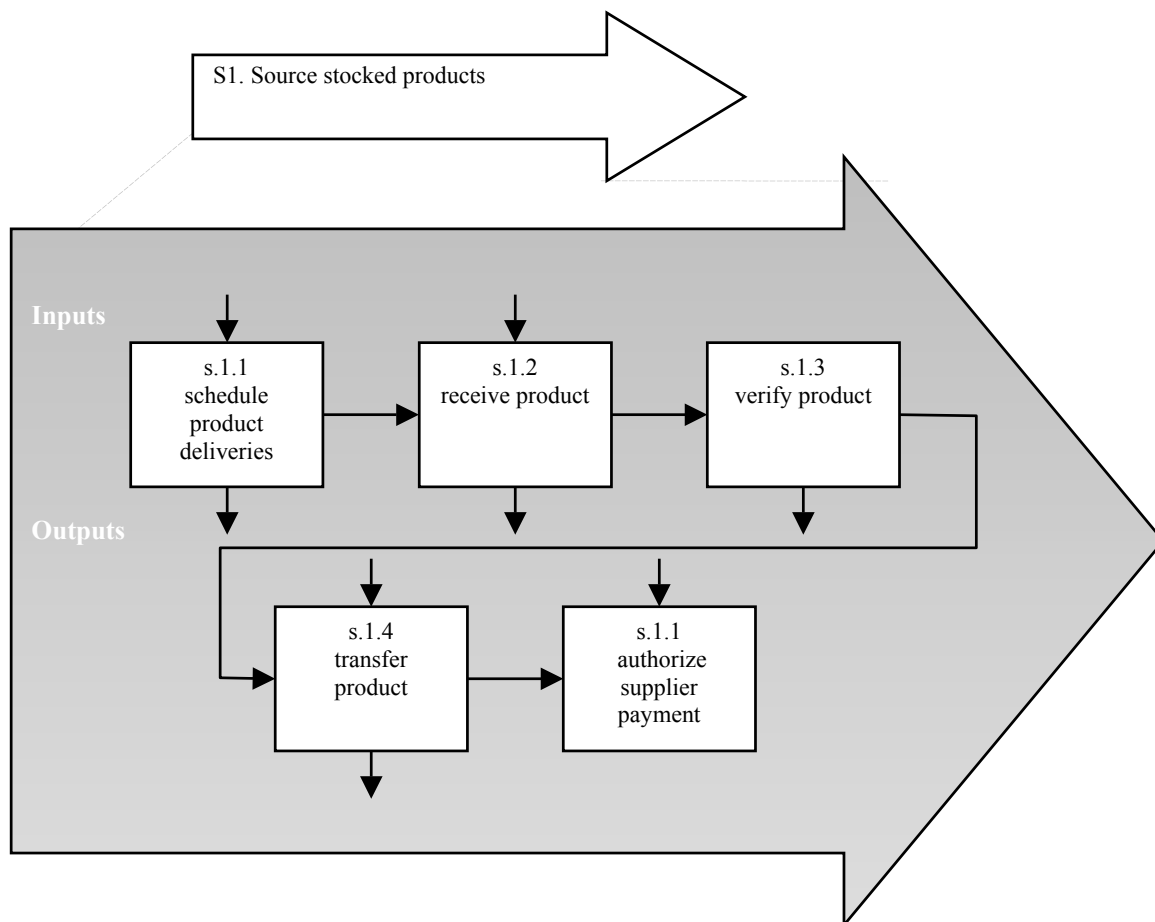 S1. Source stocked products
Inputs
s.1.1
schedule
product
deliveries
s.1.2
receive product
s.1.3
verify product
Outputs
s.1.4
transfer
product
s.1.1
authorize
supplier
payment